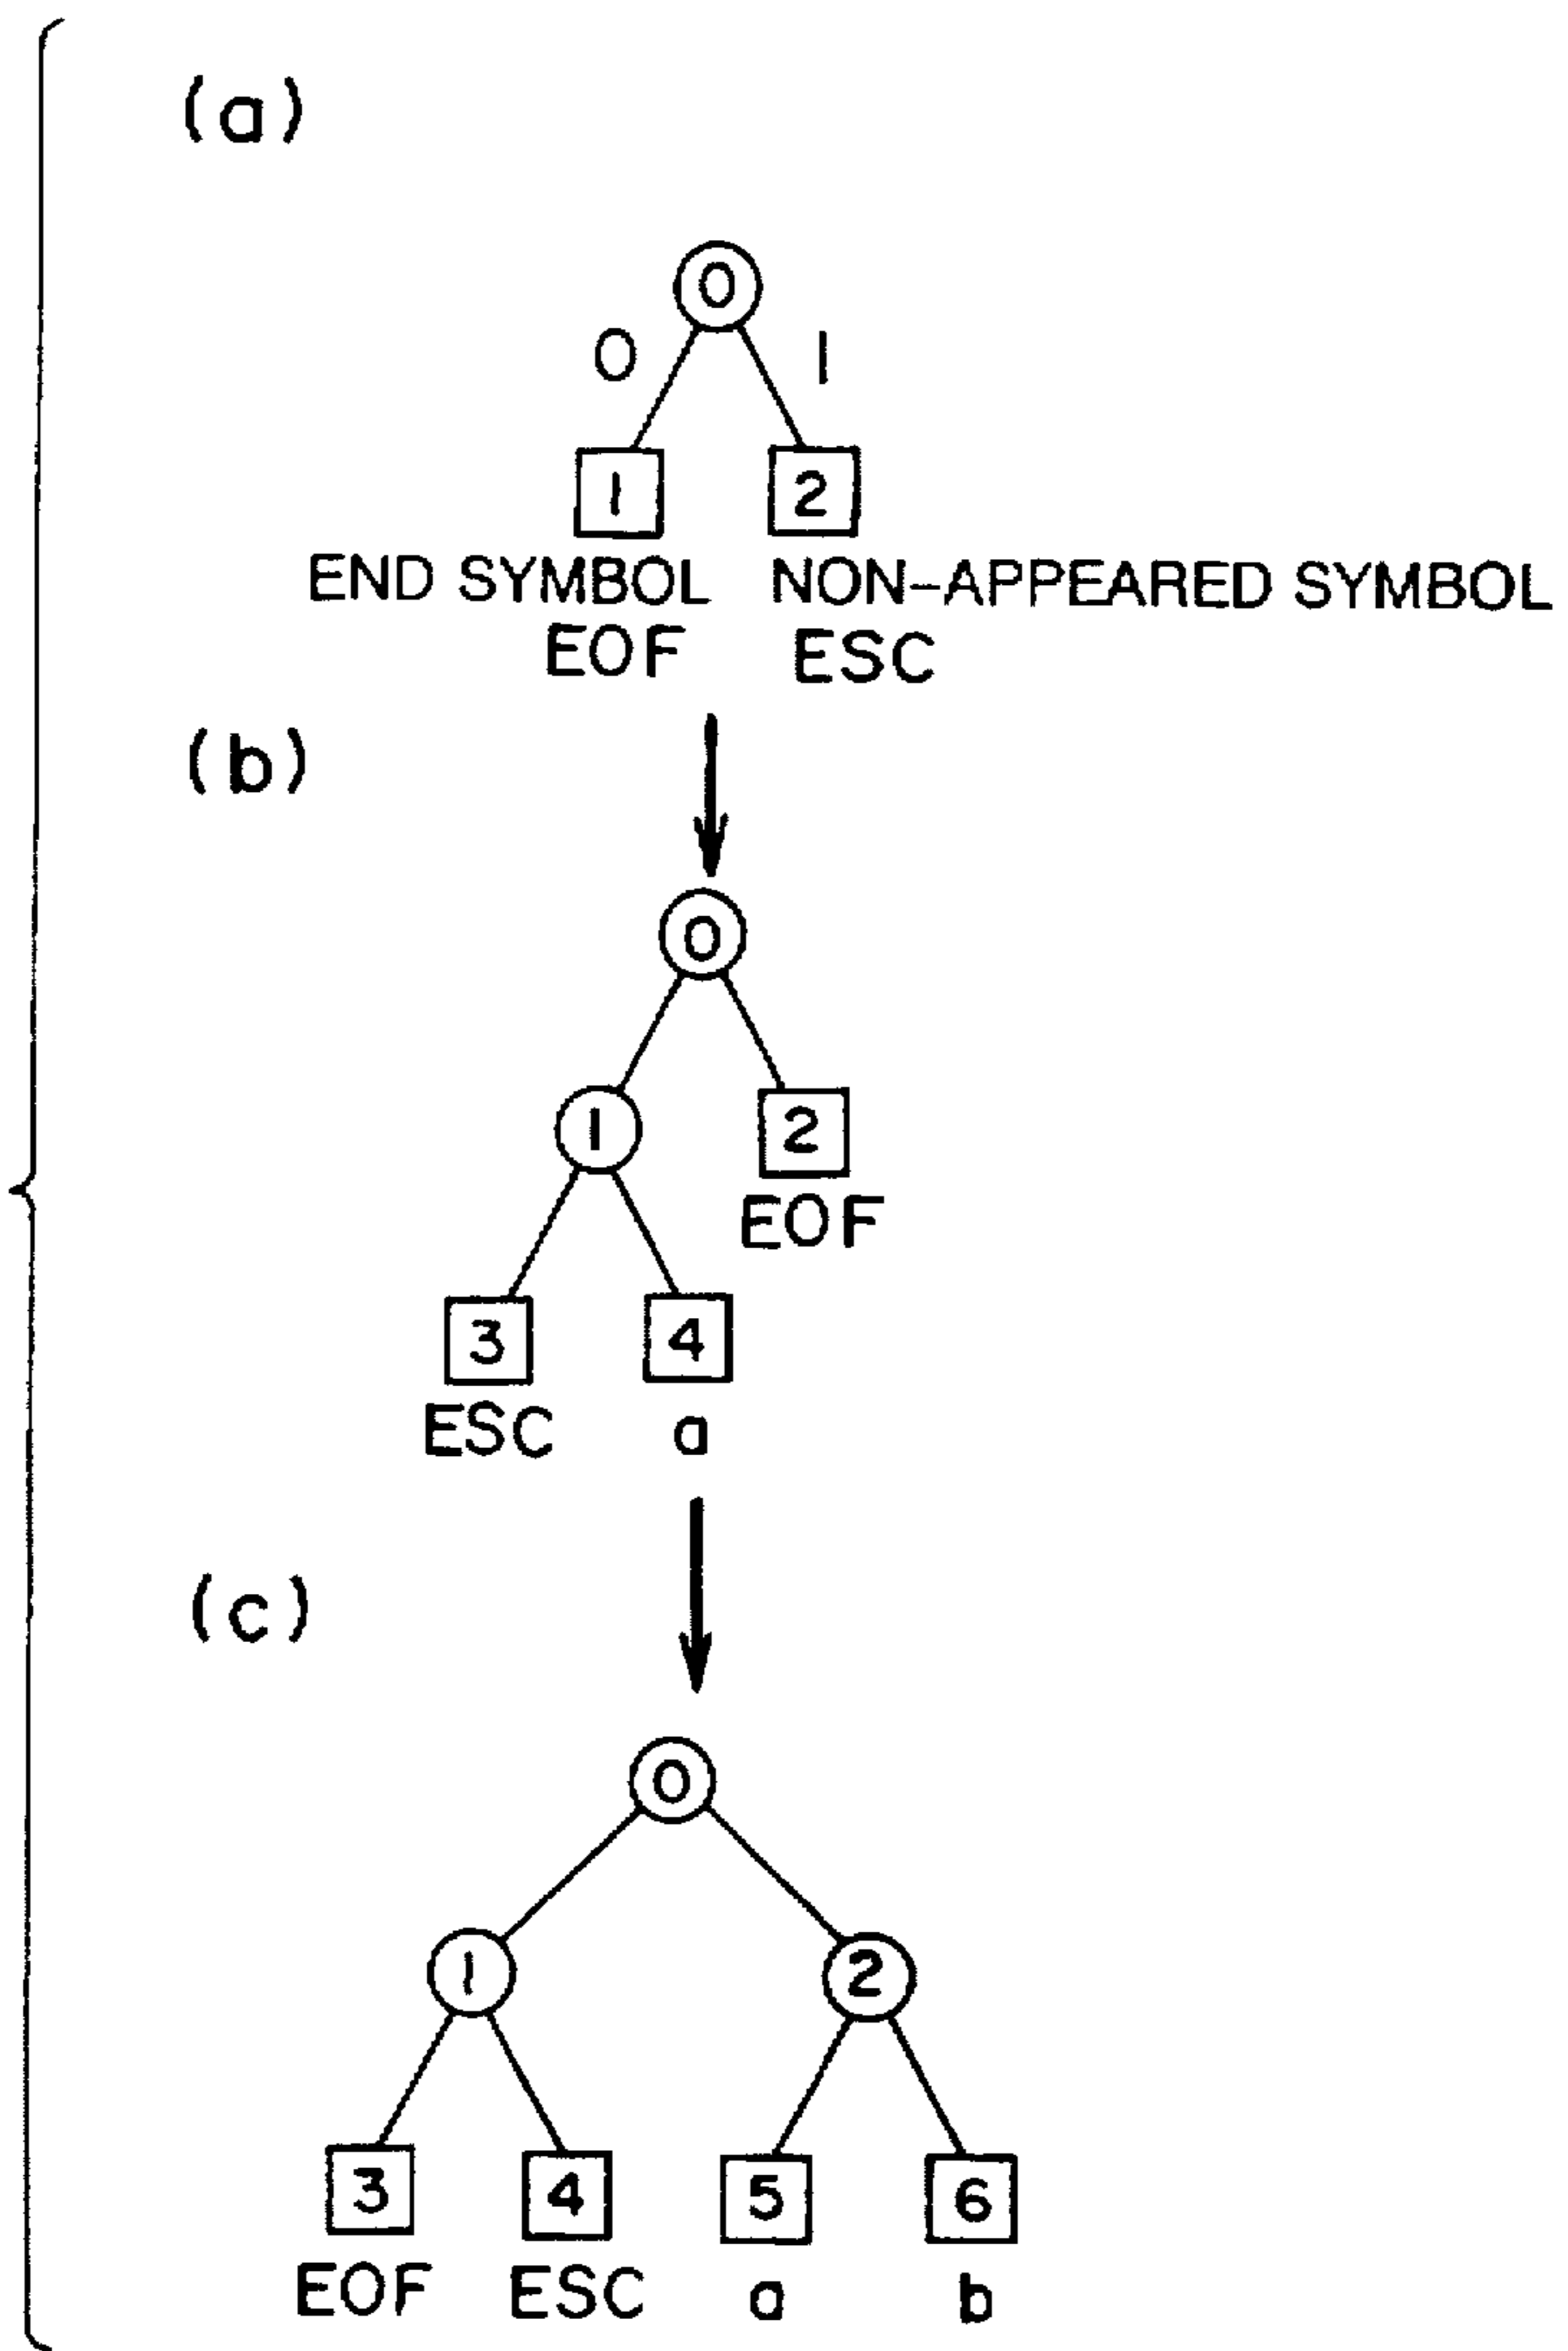 (a)
0
0 1
1 2
END SYMBOL NON-APPEARED SYMBOL
EOF ESC
(b)
0
1 2
EOF
3 4
ESC a
(c)
0
1 2
3 4 5 6
EOF ESC a b